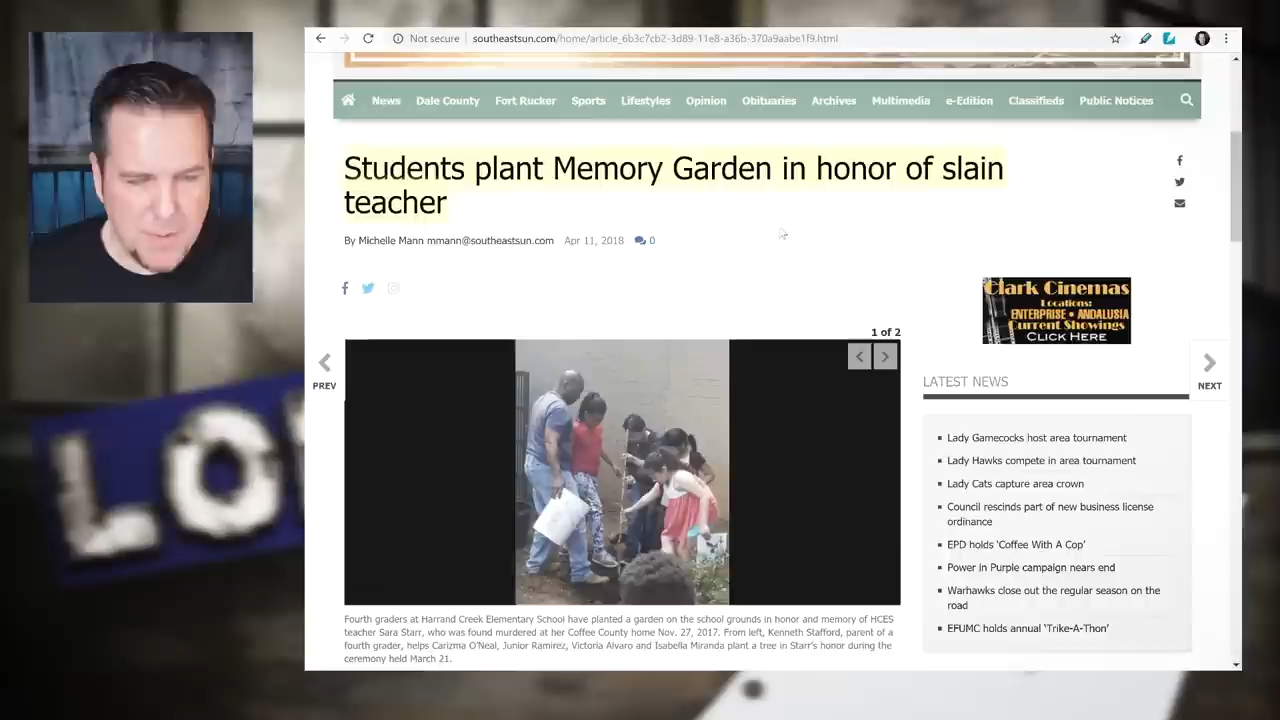 Not secure
southeastsun.com/home/article_6b3c7cb2-3d89-11e8-a36b-370a9aabe1f9.html
News Dale County Fort Rucker Sports Lifestyles Opinion Obituaries Archives Multimedia e-Edition Classifieds Public Notices
Students plant Memory Garden in honor of slain
teacher
By Michelle Mann mmann@southeastsun.com Apr 11, 2018 0
Clark Cinemas
Locations:
ENTERPRISE • ANDALUSIA
Current Showings
CLICK HERE
1 of 2
PREV
NEXT
LATEST NEWS
Lady Gamecocks host area tournament
Lady Hawks compete in area tournament
Lady Cats capture area crown
Council rescinds part of new business license
ordinance
EPD holds 'Coffee With A Cop'
Power in Purple campaign nears end
Warhawks close out the regular season on the
road
EFUMC holds annual 'Trike-A-Thon'
Fourth graders at Harrand Creek Elementary School have planted a garden on the school grounds in honor and memory of HCES
teacher Sara Starr, who was found murdered at her Coffee County home Nov. 27, 2017. From left, Kenneth Stafford, parent of a
fourth grader, helps Carizma O'Neal, Junior Ramirez, Victoria Alvaro and Isabella Miranda plant a tree in Starr's honor during the
ceremony held March 21.
LO